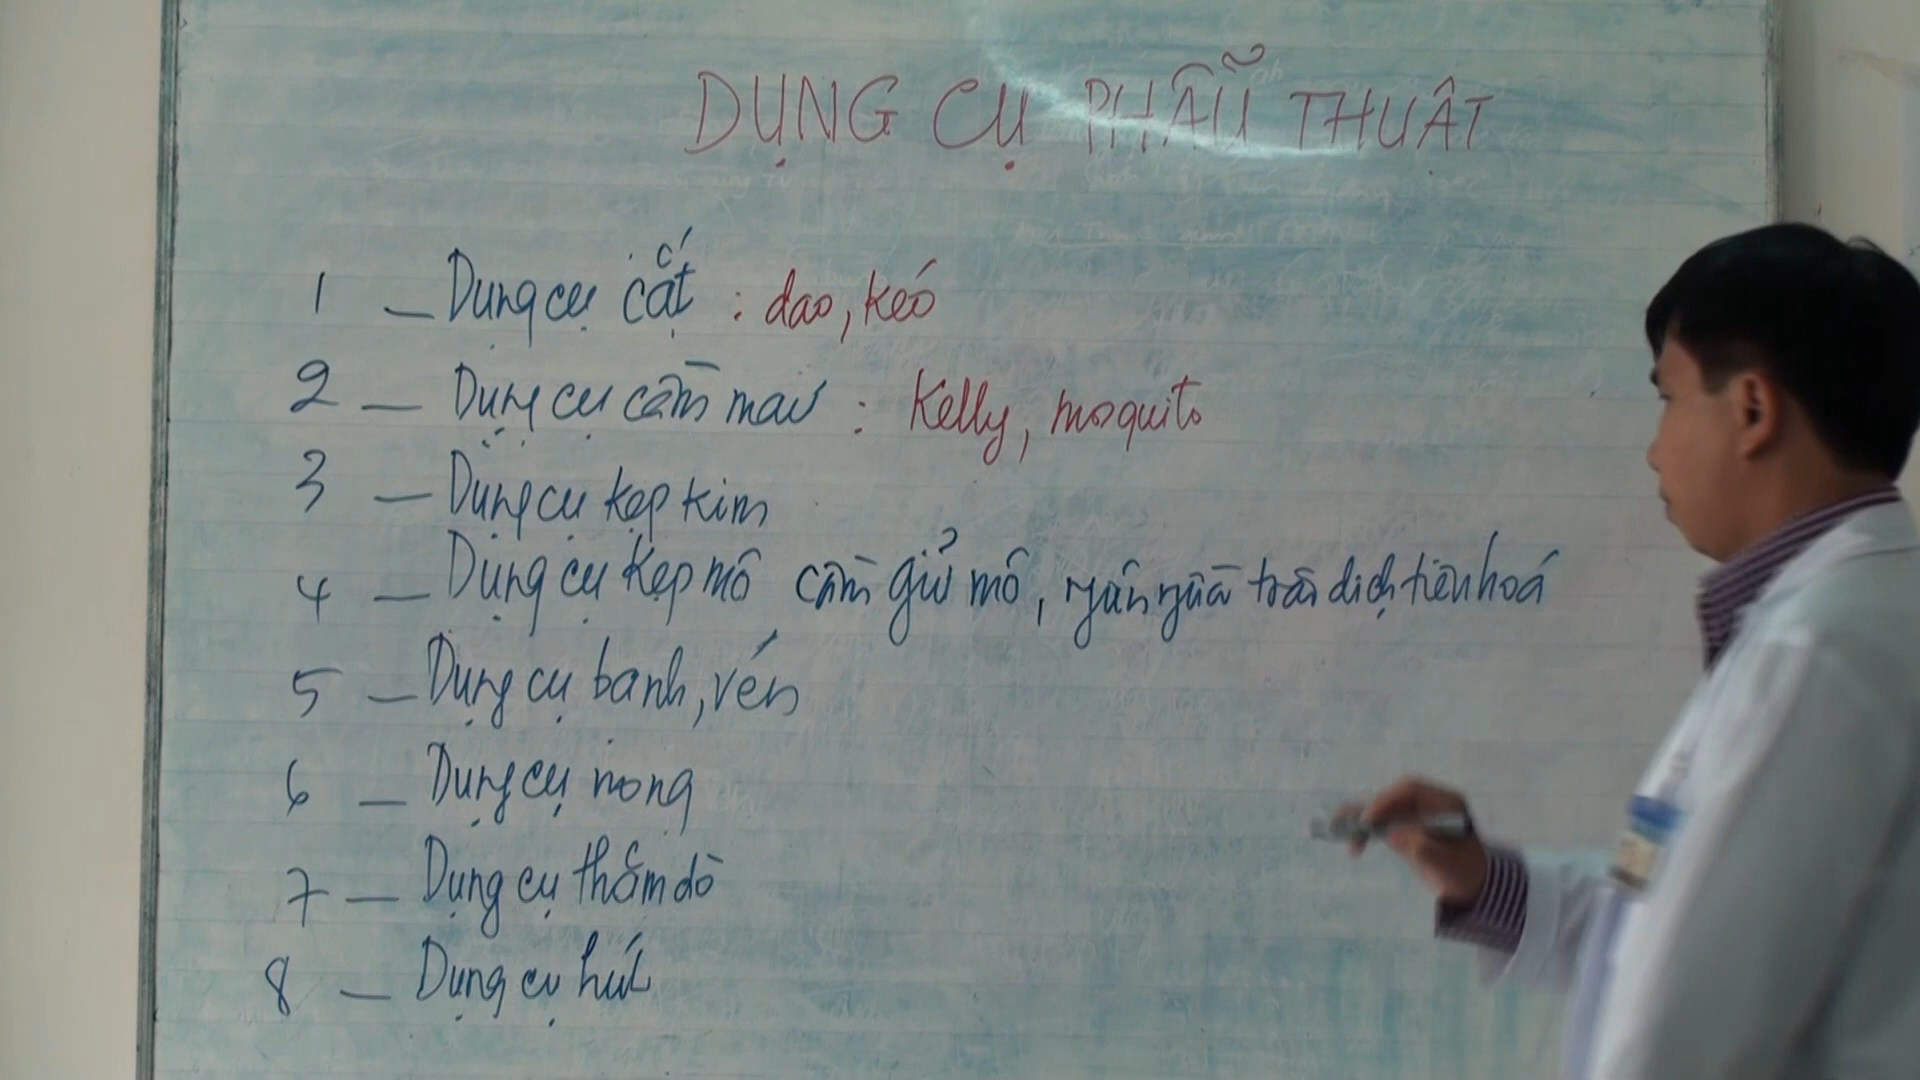 DỤNG CỤ PHẪU THUẬT
1 – Dụng cụ cắt : dao, kéo
2 – Dụng cụ cầm máu : Kelly, moquito
3 – Dụng cụ kẹp kim
4 – Dụng cụ kẹp mô cầm giữ mô, ngăn ngừa trào dịch tiêu hoá
5 – Dụng cụ banh, vén
6 – Dụng cụ nong
7 – Dụng cụ thăm dò
8 – Dụng cụ hút